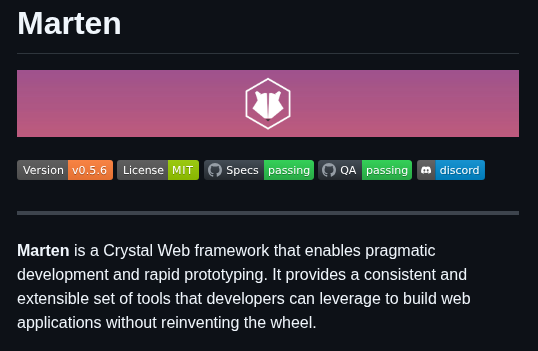 Marten
Version v0.5.6 License MIT Specs passing QA passing discord
Marten is a Crystal Web framework that enables pragmatic
development and rapid prototyping. It provides a consistent and
extensible set of tools that developers can leverage to build web
applications without reinventing the wheel.